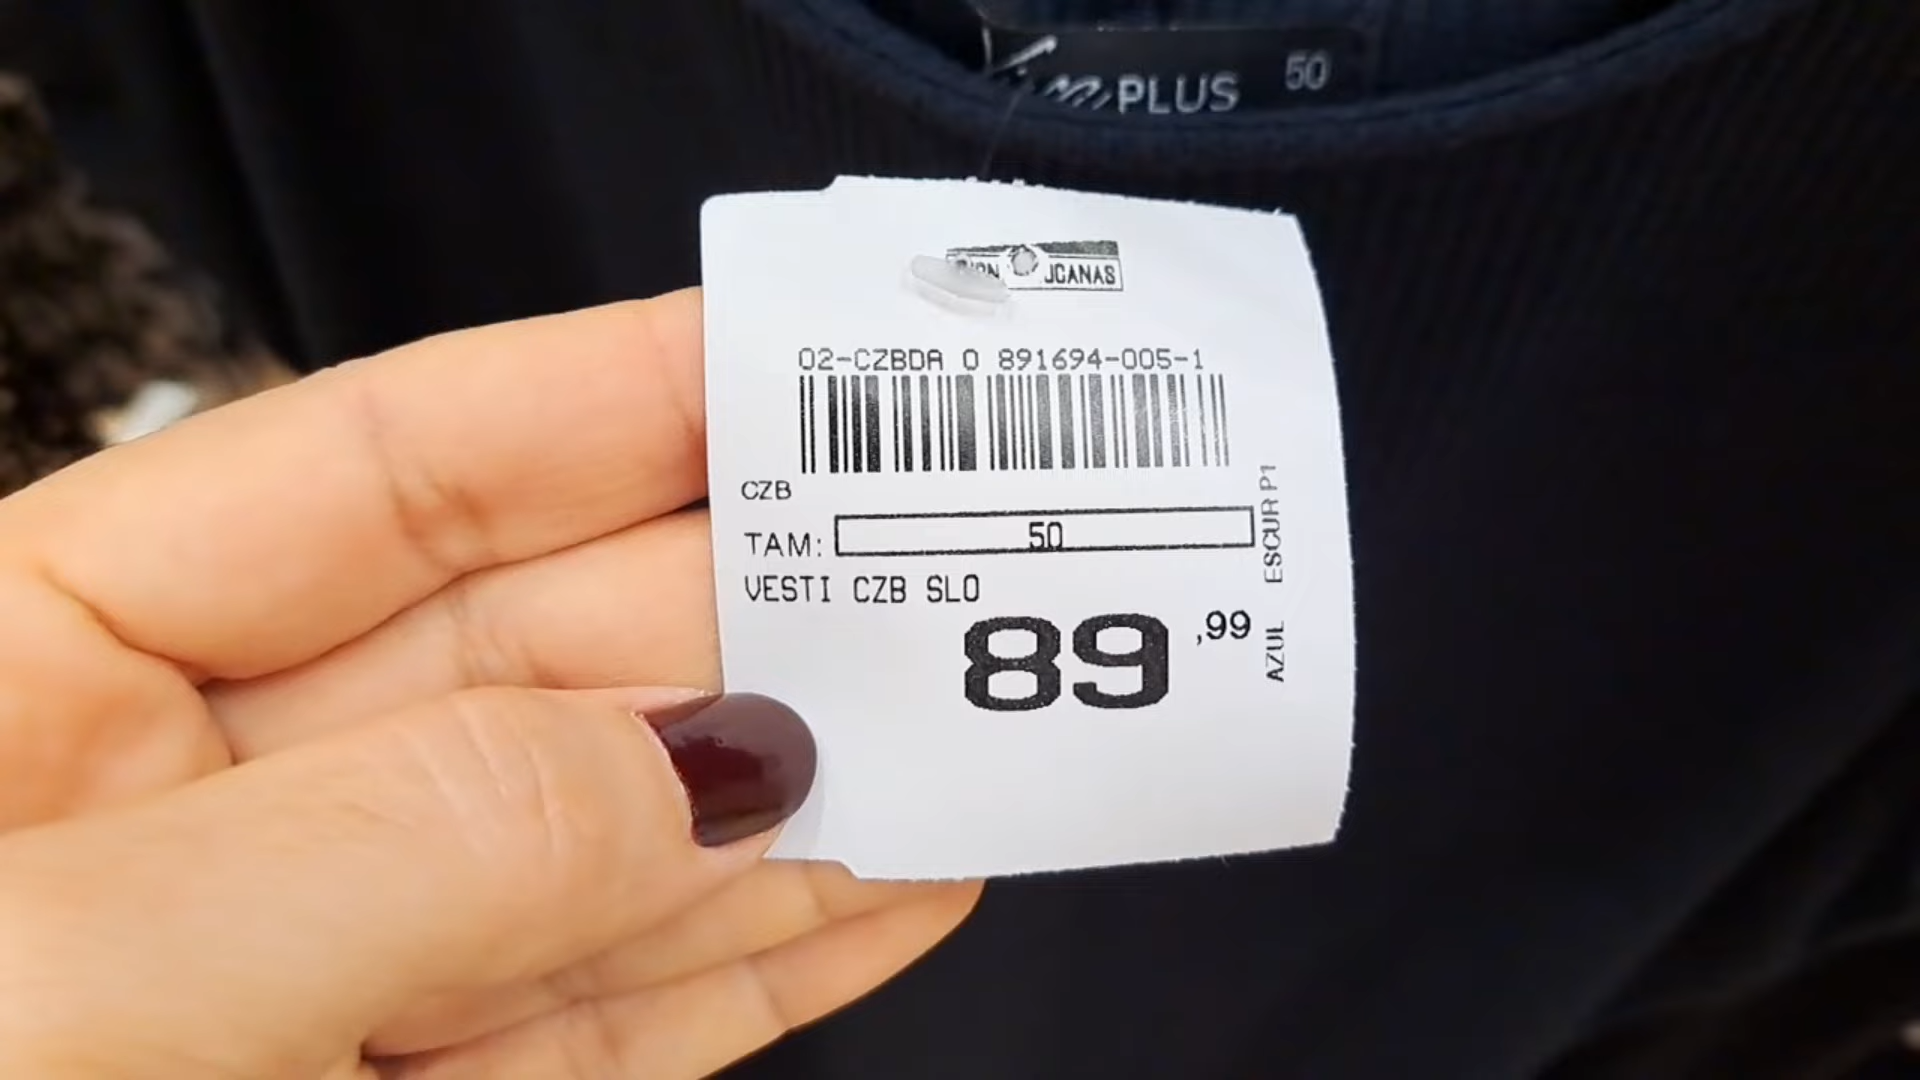 PLUS 50
JCANAS
02-CZBDA 0 891694-005-1
CZB
TAM: 50
VESTI CZB SLO
89,99
AZUL ESCUR P1